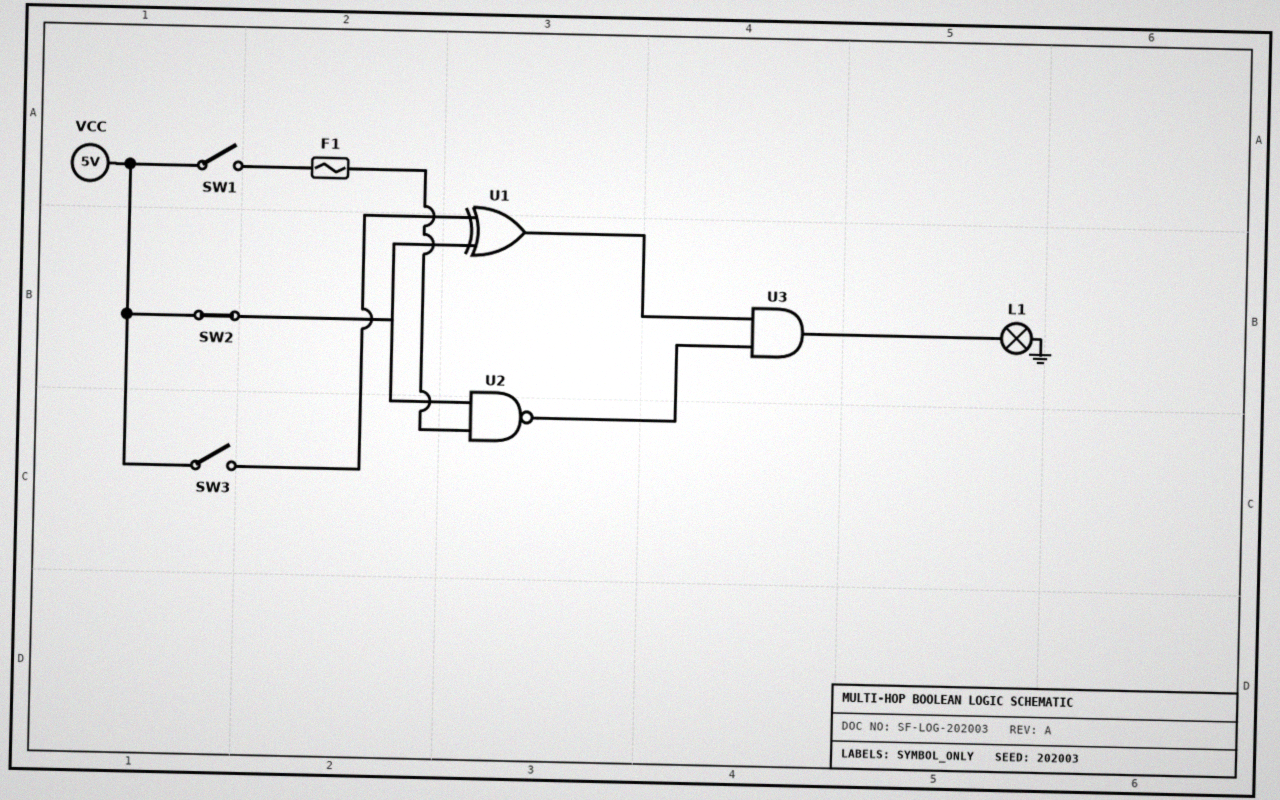 1 2 3 4 5 6
A A
VCC
5V
SW1
F1
U1
B B
SW2
U2
U3
L1
C C
SW3
D D
MULTI-HOP BOOLEAN LOGIC SCHEMATIC
DOC NO: SF-LOG-202003 REV: A
LABELS: SYMBOL_ONLY SEED: 202003
1 2 3 4 5 6